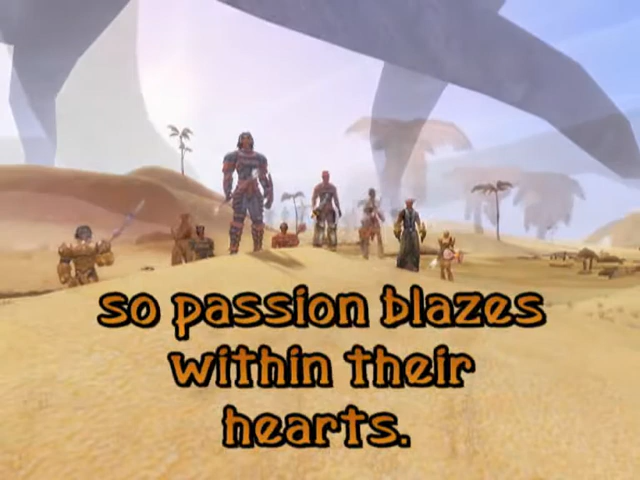 so passion blazes
within their
hearts.